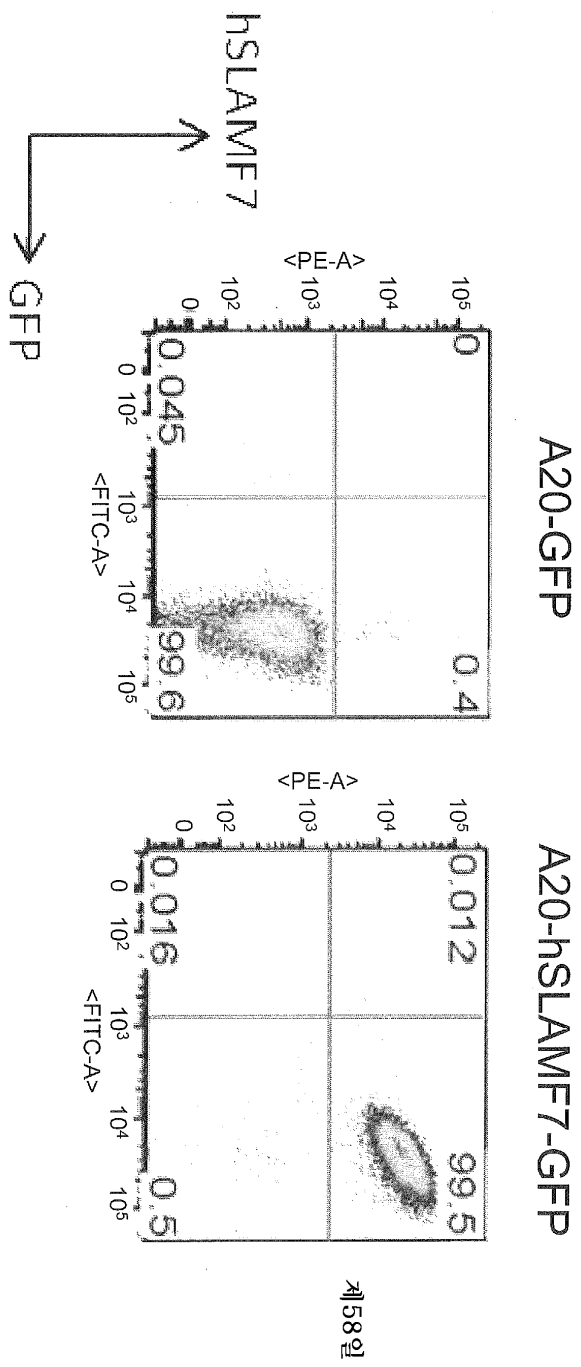 A20-GFP
A20-hSLAMF7-GFP
hSLAMF7
GFP
<PE-A>
10⁵
10⁴
10³
10²
0
0
0.4
0.045
99.6
0 10² 10³ 10⁴ 10⁵
<FITC-A>
<PE-A>
10⁵
10⁴
10³
10²
0
0.012
99.5
0.016
0.5
0 10² 10³ 10⁴ 10⁵
<FITC-A>
제58일